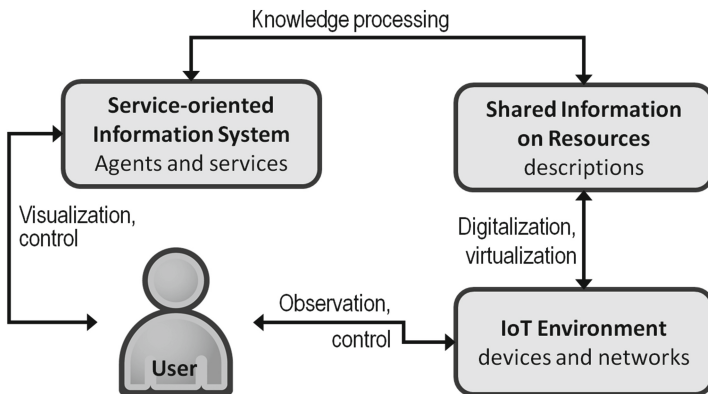 Knowledge processing
Service-oriented
Information System
Agents and services
Shared Information
on Resources
descriptions
Visualization,
control
Digitalization,
virtualization
Observation,
control
User
IoT Environment
devices and networks